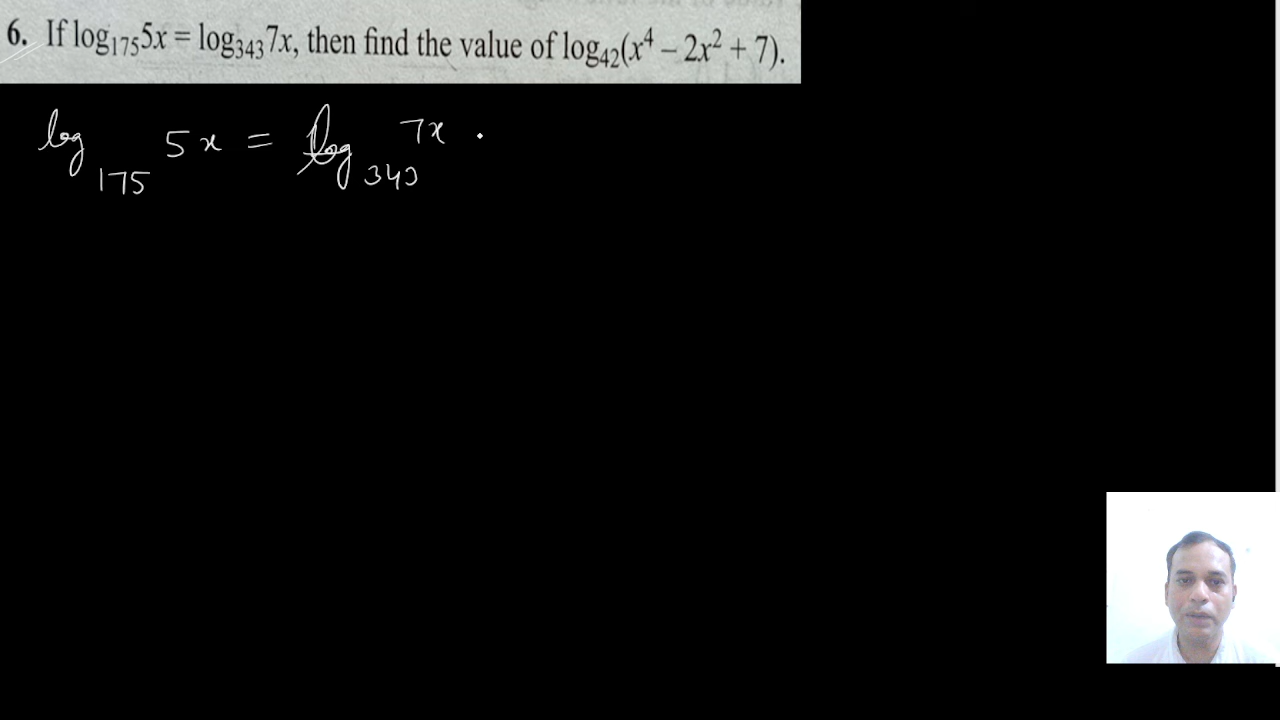 6. If log₁₇₅5x = log₃₄₃7x, then find the value of log₄₂(x⁴ – 2x² + 7).
log₁₇₅ 5x = log₃₄₃ 7x .